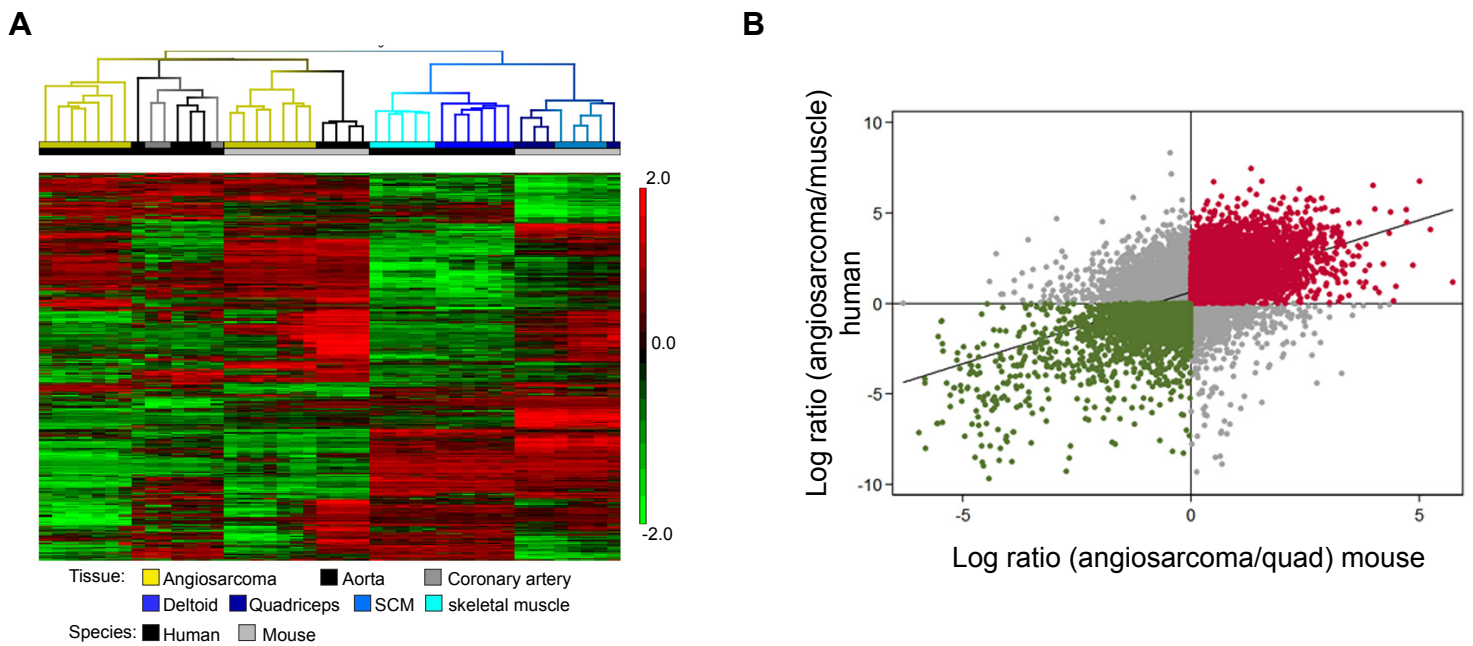 A
B
2.0
0.0
-2.0
Tissue: Angiosarcoma Aorta Coronary artery
Deltoid Quadriceps SCM skeletal muscle
Species: Human Mouse
Log ratio (angiosarcoma/muscle)
human
10
5
0
-5
-10
-5 0 5
Log ratio (angiosarcoma/quad) mouse